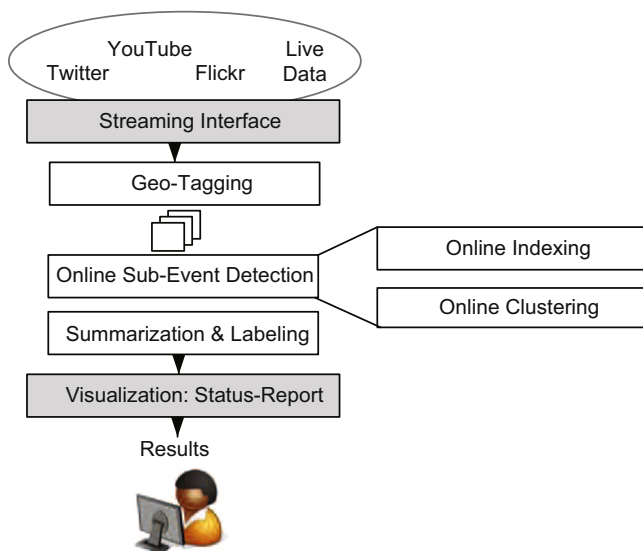 YouTube
Live
Twitter
Flickr
Data
Streaming Interface
Geo-Tagging
Online Sub-Event Detection
Online Indexing
Online Clustering
Summarization & Labeling
Visualization: Status-Report
Results